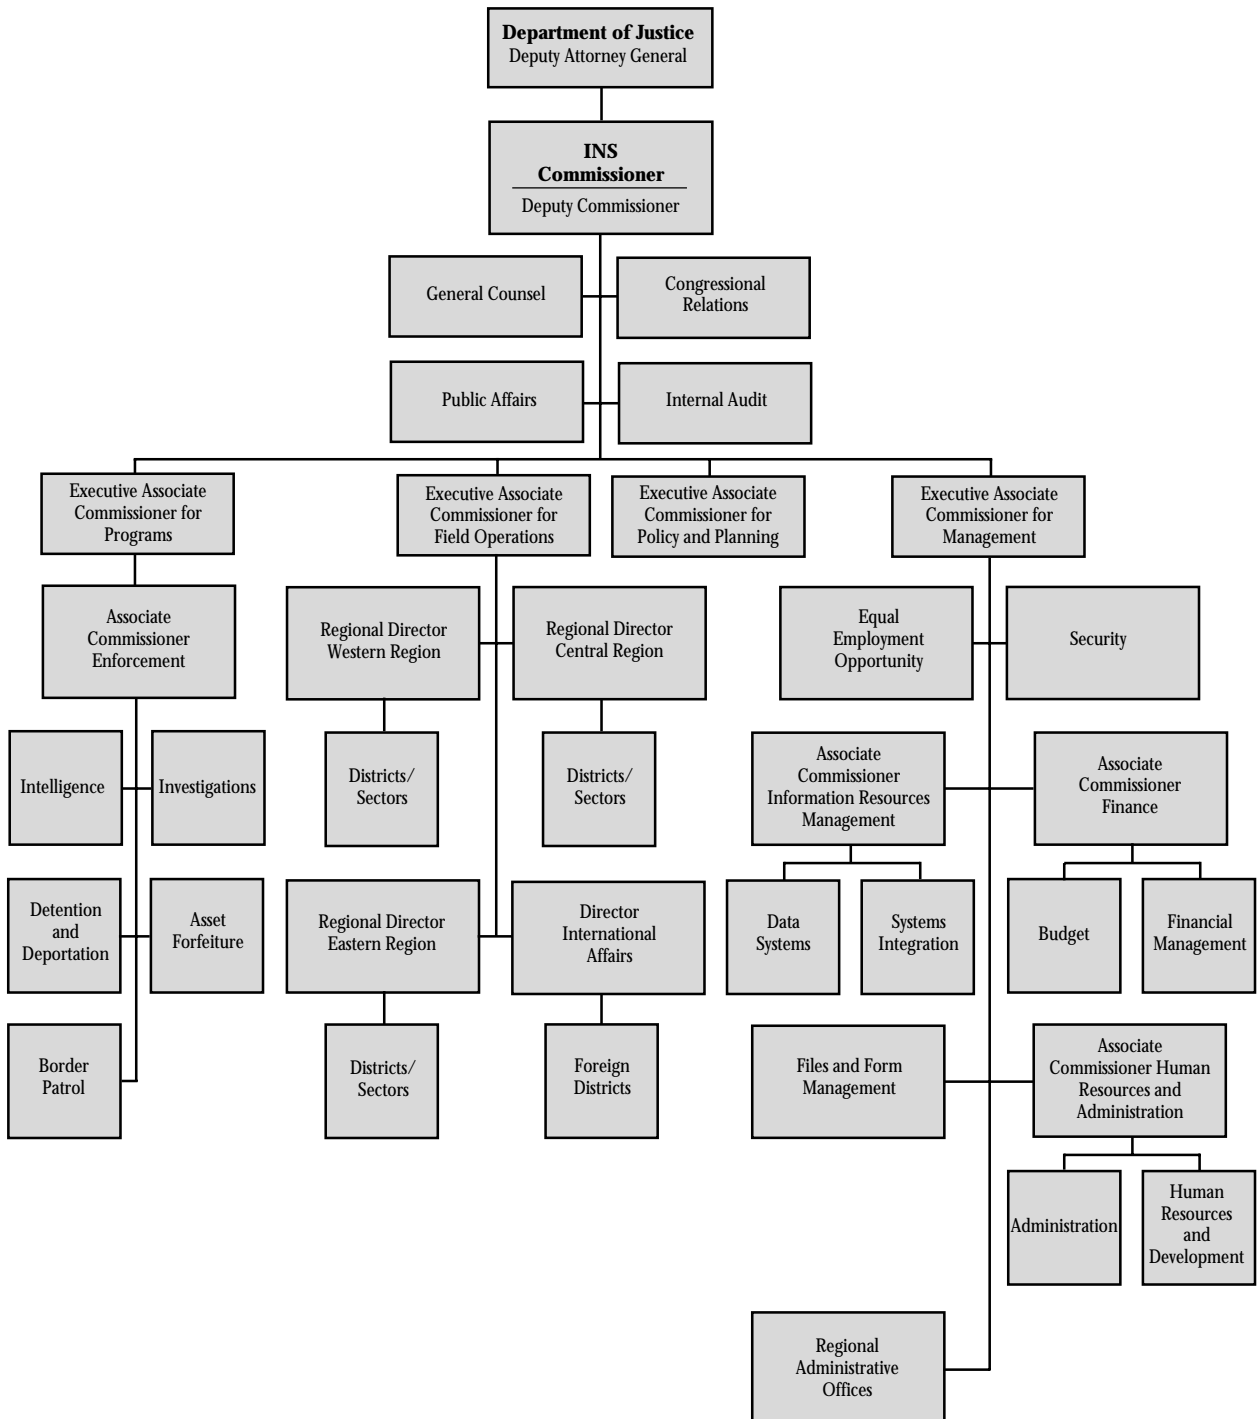 Department of Justice
Deputy Attorney General
INS
Commissioner
Deputy Commissioner
General Counsel
Congressional
Relations
Public Affairs
Internal Audit
Executive Associate
Commissioner for
Programs
Executive Associate
Commissioner for
Field Operations
Executive Associate
Commissioner for
Policy and Planning
Executive Associate
Commissioner for
Management
Associate
Commissioner
Enforcement
Regional Director
Western Region
Regional Director
Central Region
Equal
Employment
Opportunity
Security
Intelligence
Investigations
Districts/
Sectors
Districts/
Sectors
Associate
Commissioner
Information Resources
Management
Associate
Commissioner
Finance
Detention
and
Deportation
Asset
Forfeiture
Regional Director
Eastern Region
Director
International
Affairs
Data
Systems
Systems
Integration
Budget
Financial
Management
Border
Patrol
Districts/
Sectors
Foreign
Districts
Files and Form
Management
Associate
Commissioner Human
Resources and
Administration
Administration
Human
Resources
and
Development
Regional
Administrative
Offices